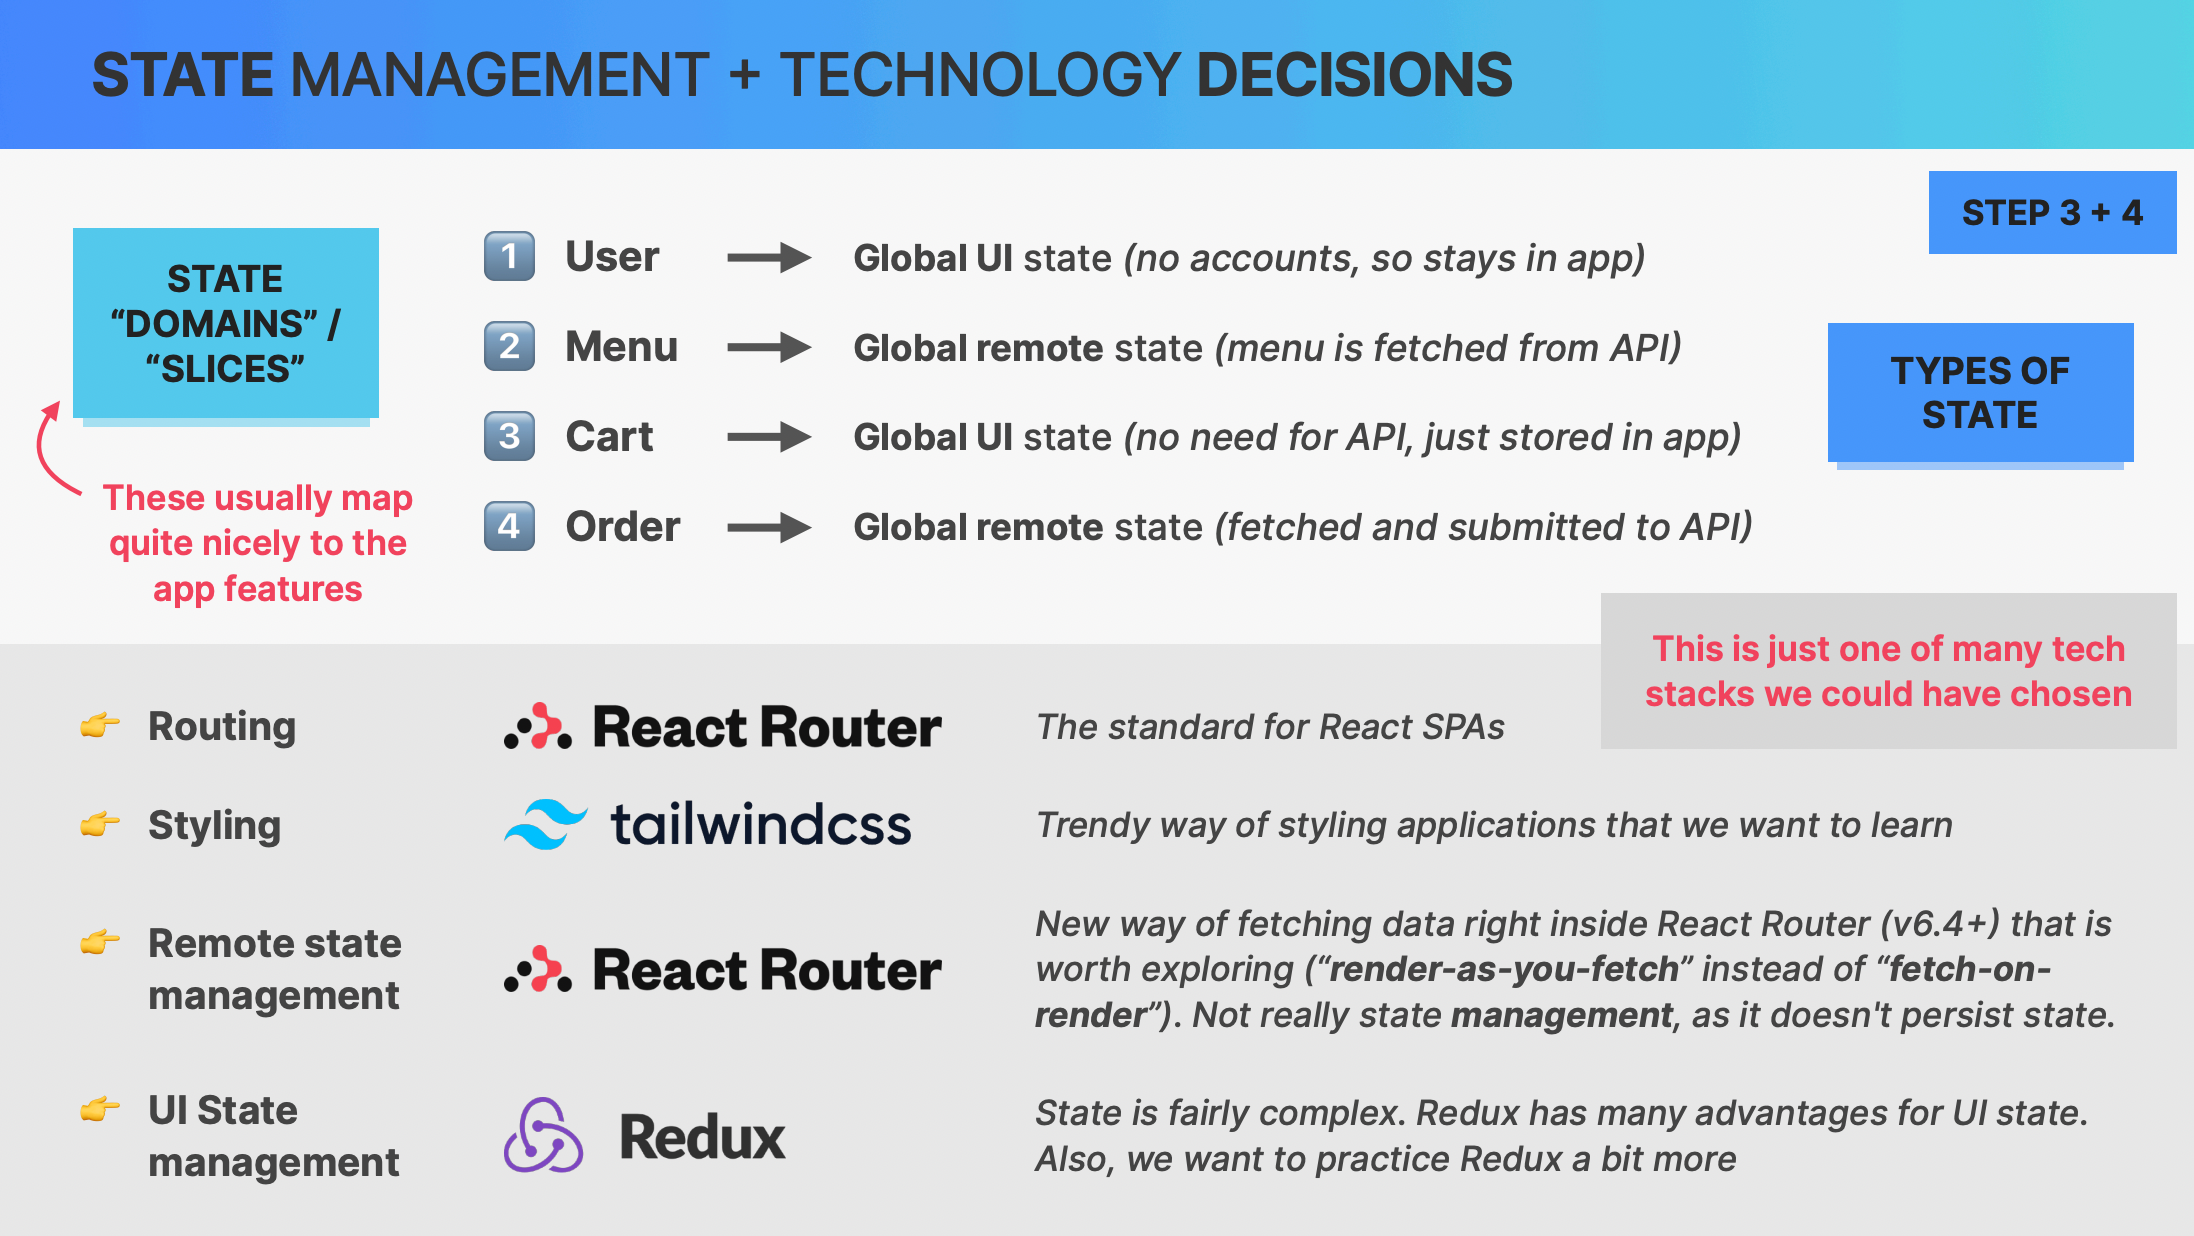 STATE MANAGEMENT + TECHNOLOGY DECISIONS
STEP 3 + 4
STATE
“DOMAINS” /
“SLICES”
These usually map
quite nicely to the
app features
1 User Global UI state (no accounts, so stays in app)
2 Menu Global remote state (menu is fetched from API)
3 Cart Global UI state (no need for API, just stored in app)
4 Order Global remote state (fetched and submitted to API)
TYPES OF
STATE
This is just one of many tech
stacks we could have chosen
Routing React Router The standard for React SPAs
Styling tailwindcss Trendy way of styling applications that we want to learn
Remote state
management
React Router
New way of fetching data right inside React Router (v6.4+) that is
worth exploring (“render-as-you-fetch” instead of “fetch-on-
render”). Not really state management, as it doesn't persist state.
UI State
management
Redux
State is fairly complex. Redux has many advantages for UI state.
Also, we want to practice Redux a bit more